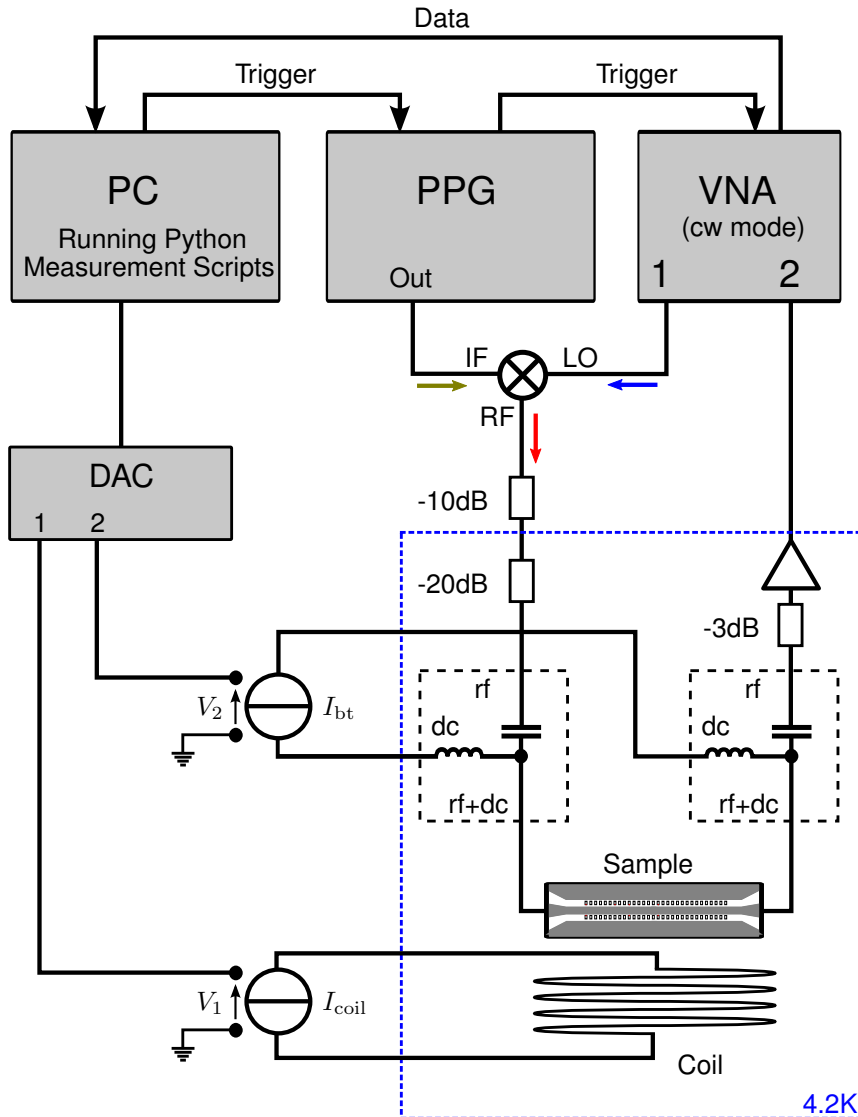 Data
Trigger
Trigger
PC
Running Python
Measurement Scripts
PPG
Out
VNA
(cw mode)
1
2
IF
LO
RF
DAC
1
2
-10dB
-20dB
-3dB
V2
Ibt
rf
dc
rf+dc
rf
dc
rf+dc
Sample
V1
Icoil
Coil
4.2K